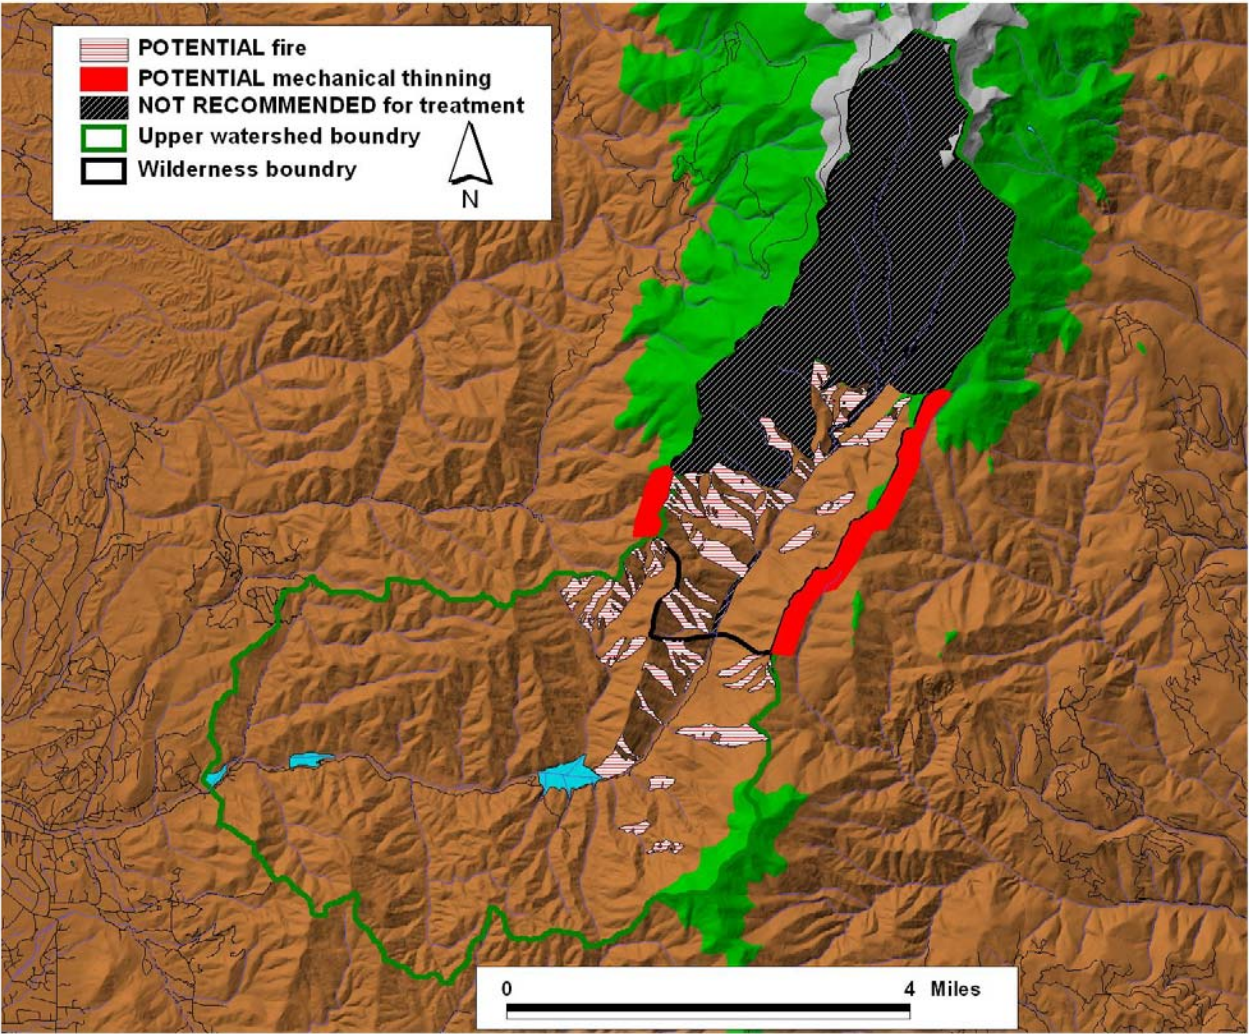 POTENTIAL fire
POTENTIAL mechanical thinning
NOT RECOMMENDED for treatment
Upper watershed boundry
Wilderness boundry
N
0 4 Miles